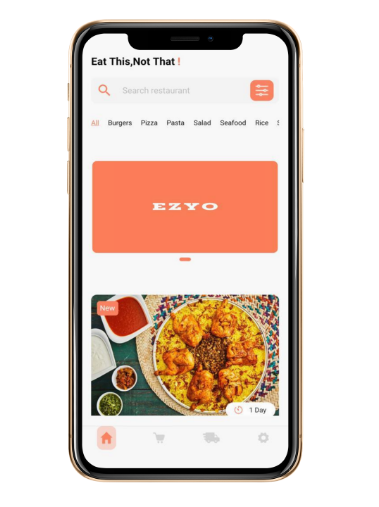 Eat This,Not That !
Search restaurant
All Burgers Pizza Pasta Salad Seafood Rice
EZYO
New
1 Day